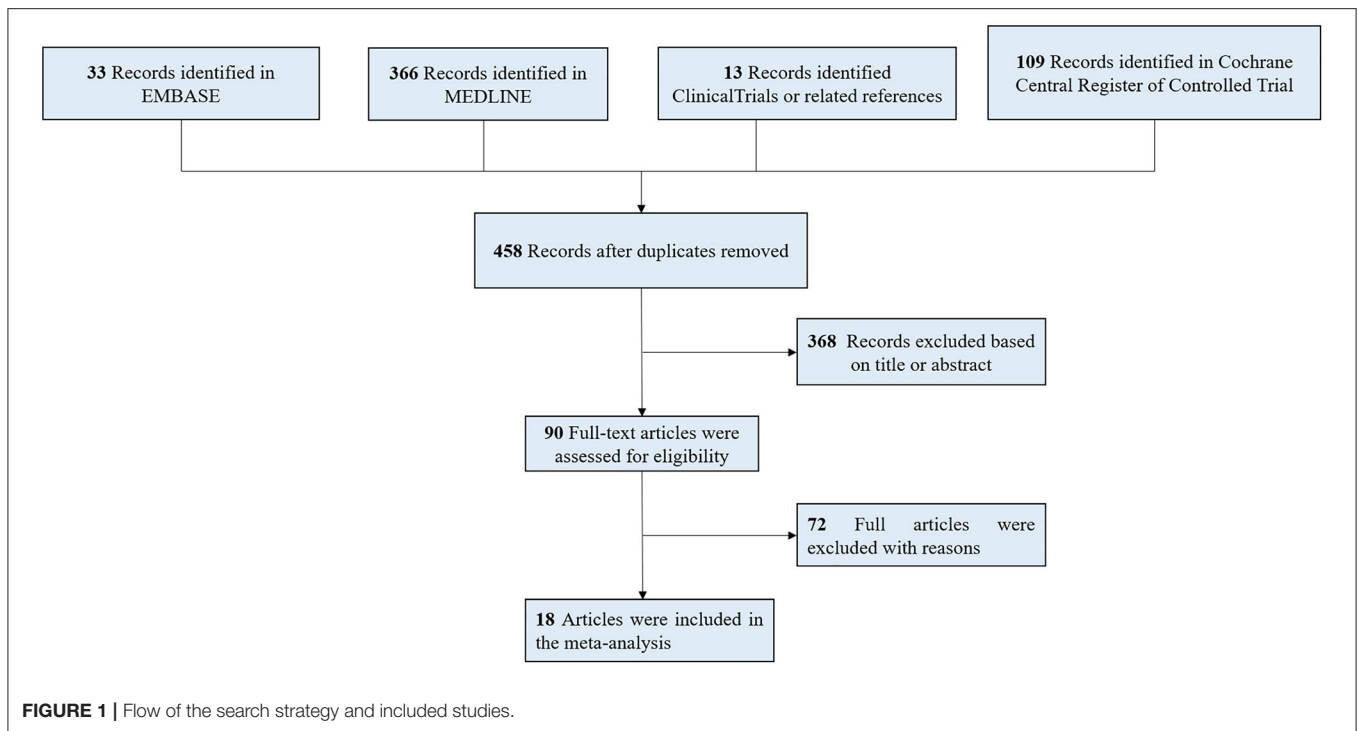 33 Records identified in
EMBASE
366 Records identified in
MEDLINE
13 Records identified
ClinicalTrials or related references
109 Records identified in Cochrane
Central Register of Controlled Trial
458 Records after duplicates removed
368 Records excluded based
on title or abstract
90 Full-text articles were
assessed for eligibility
72 Full articles were
excluded with reasons
18 Articles were included in
the meta-analysis
FIGURE 1 | Flow of the search strategy and included studies.